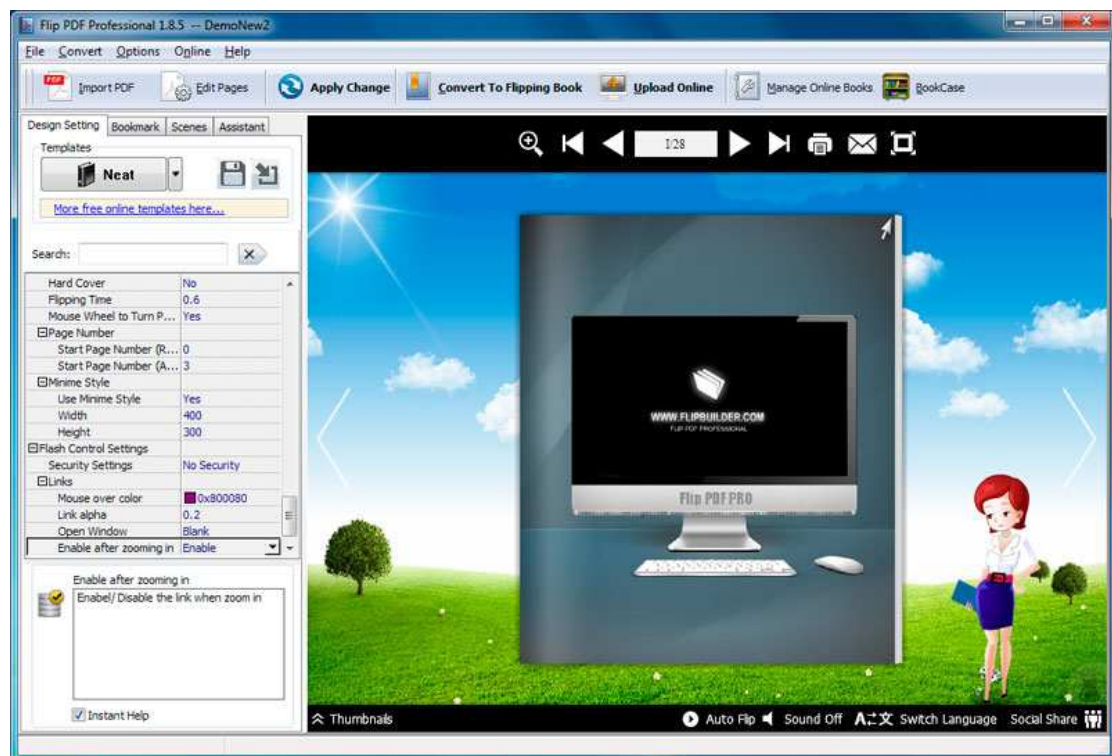 Flip PDF Professional 1.8.5 -- DemoNew2
File Convert Options Online Help
PDF Import PDF Edit Pages Apply Change Convert To Flipping Book Upload Online Manage Online Books BookCase
Design Setting Bookmark Scenes Assistant
Templates
Neat
More free online templates here...
Search:
Hard Cover No
Flipping Time 0.6
Mouse Wheel to Turn P... Yes
Page Number
Start Page Number (R... 0
Start Page Number (A... 3
Minime Style
Use Minime Style Yes
Width 400
Height 300
Flash Control Settings
Security Settings No Security
Links
Mouse over color 0x800080
Link alpha 0.2
Open Window Blank
Enable after zooming in Enable
Enable after zooming in
Enabel/ Disable the link when zoom in
Instant Help
1/28
WWW.FLIPBUILDER.COM
FLIP PDF PROFESSIONAL
Flip PDF PRO
Thumbnails Auto Flip Sound Off A文 Switch Language Social Share